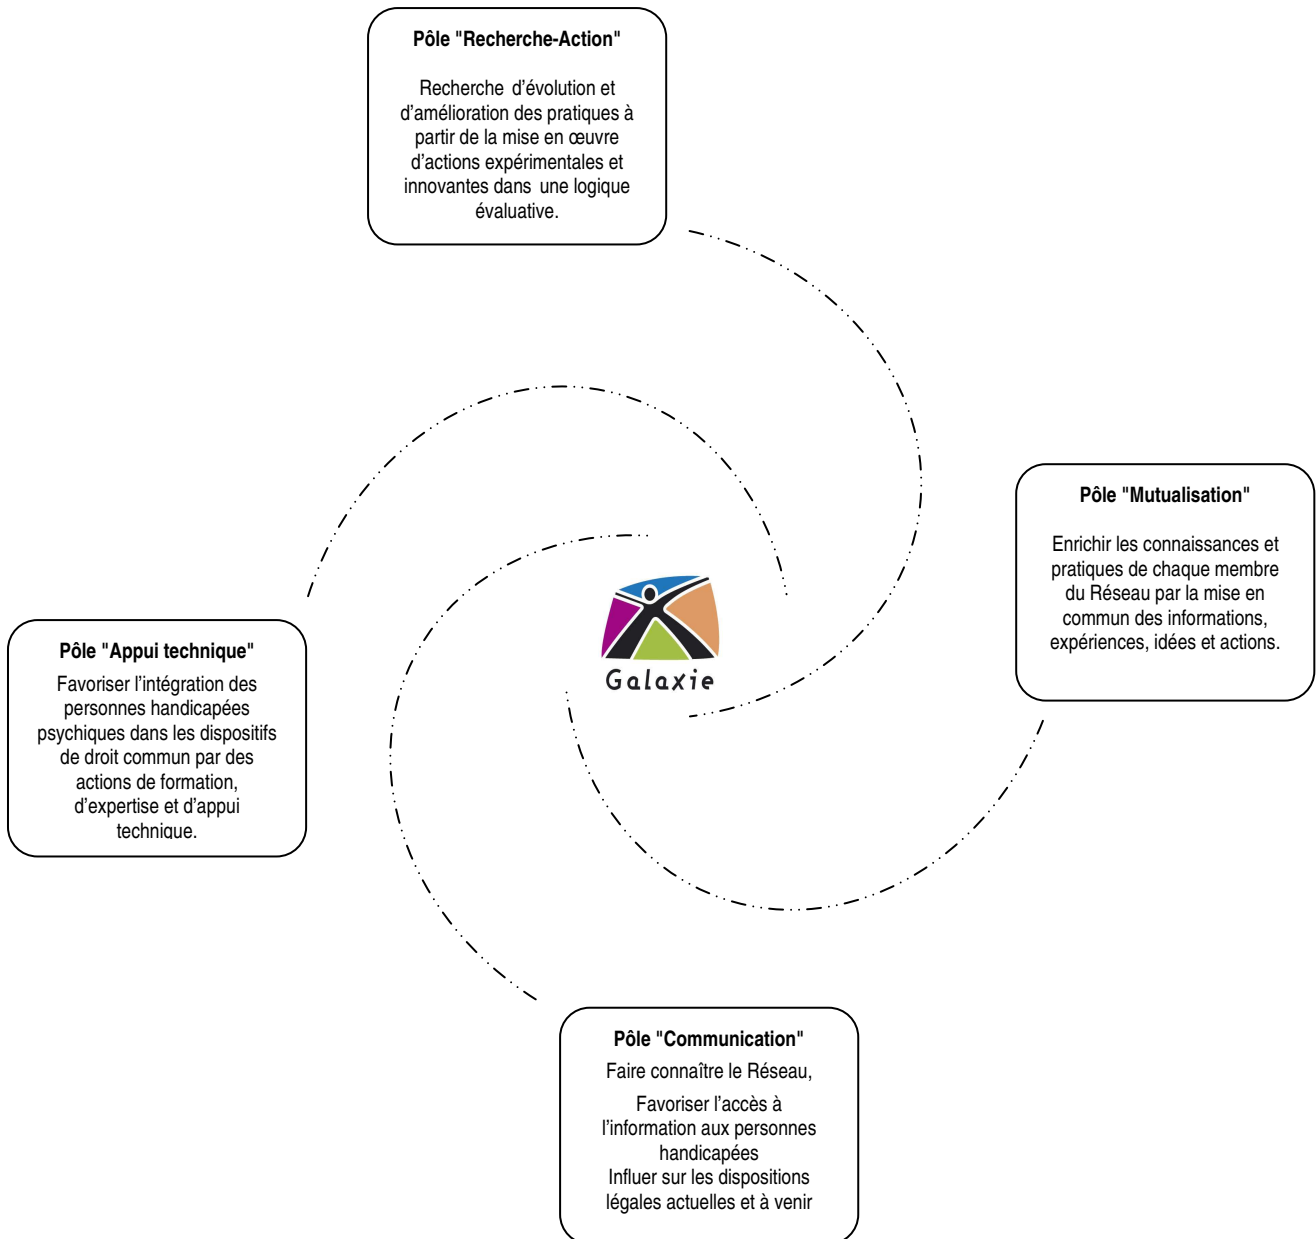 Pôle "Recherche-Action"
Recherche d'évolution et
d'amélioration des pratiques à
partir de la mise en œuvre
d'actions expérimentales et
innovantes dans une logique
évaluative.
Pôle "Mutualisation"
Enrichir les connaissances et
pratiques de chaque membre
du Réseau par la mise en
commun des informations,
expériences, idées et actions.
Galaxie
Pôle "Appui technique"
Favoriser l'intégration des
personnes handicapées
psychiques dans les dispositifs
de droit commun par des
actions de formation,
d'expertise et d'appui
technique.
Pôle "Communication"
Faire connaître le Réseau,
Favoriser l'accès à
l'information aux personnes
handicapées
Influer sur les dispositions
légales actuelles et à venir